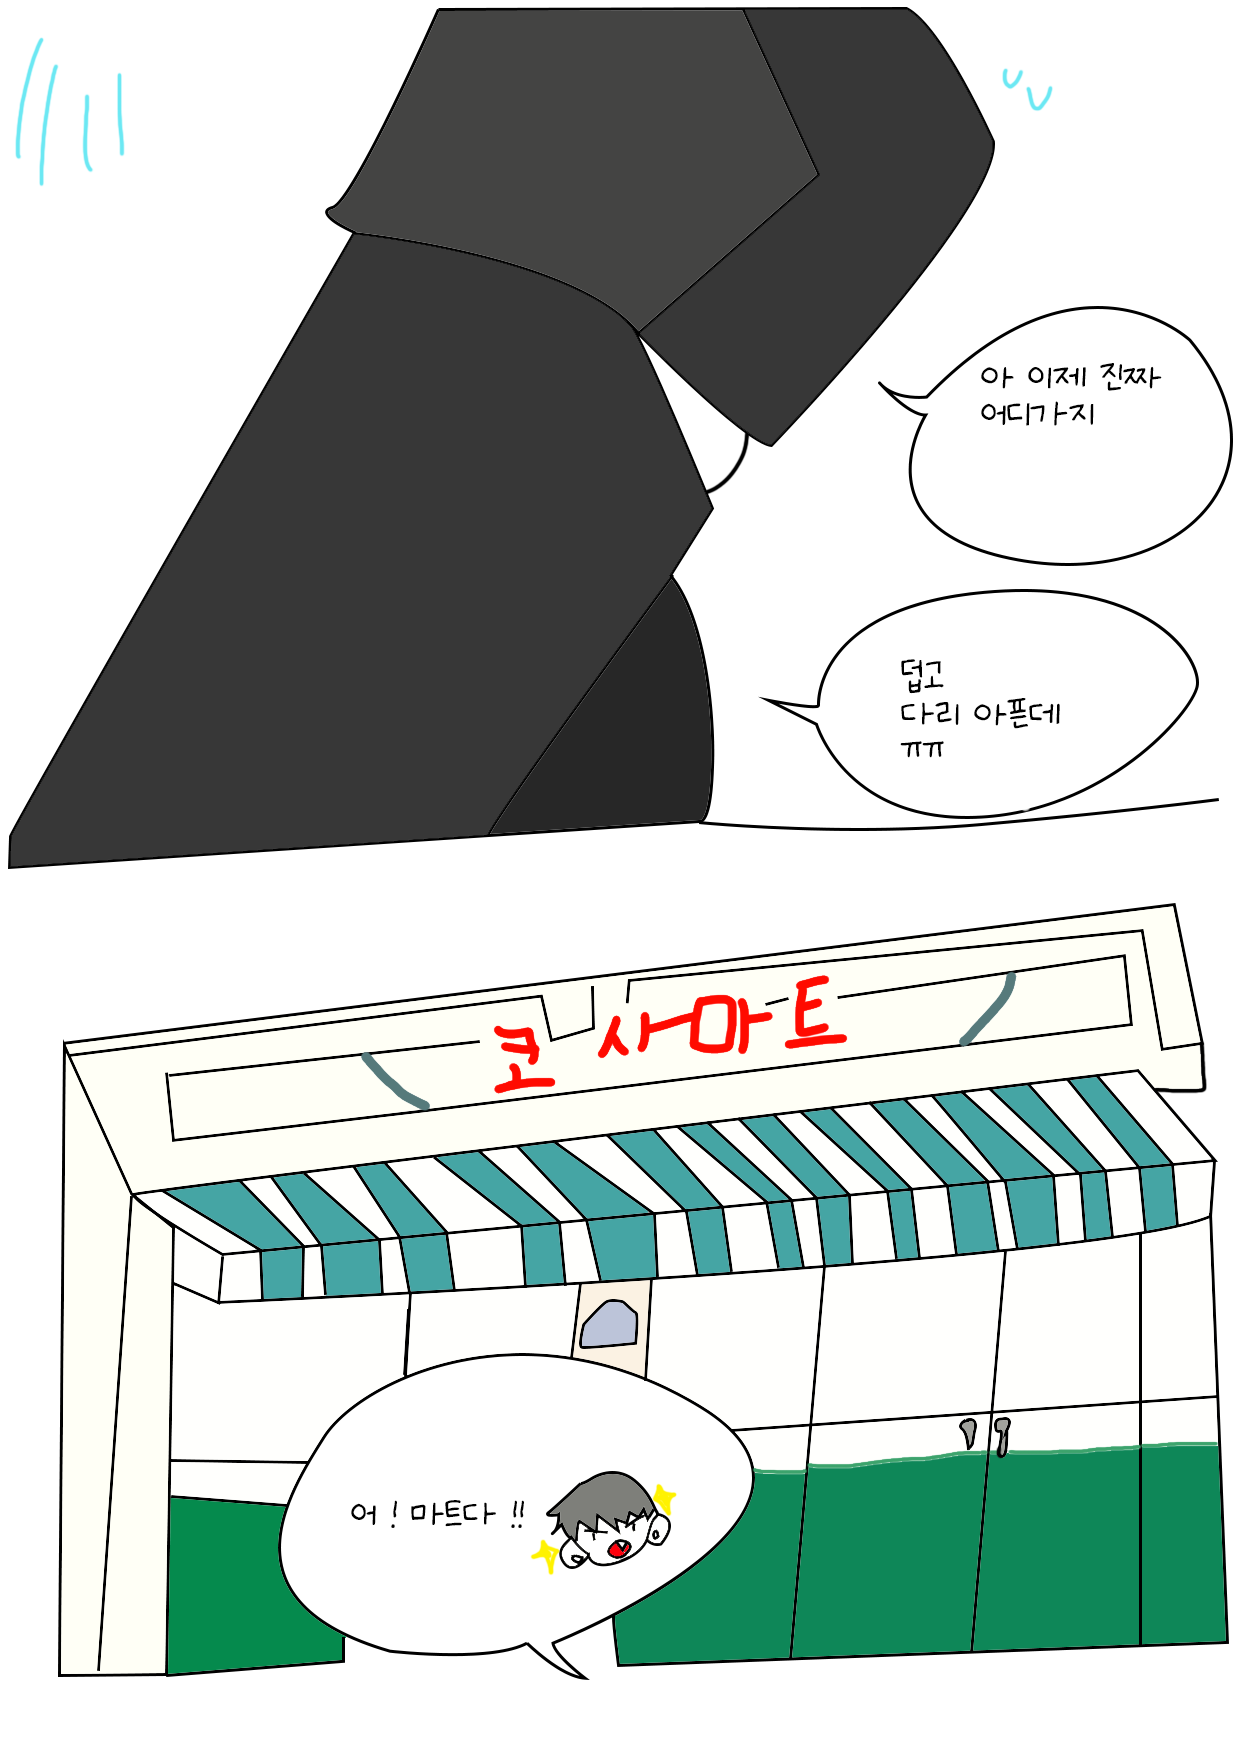 아 이제 진짜
어디가지
덥고
다리 아픈데
ㅠㅠ
코사마트
어! 마트다!!